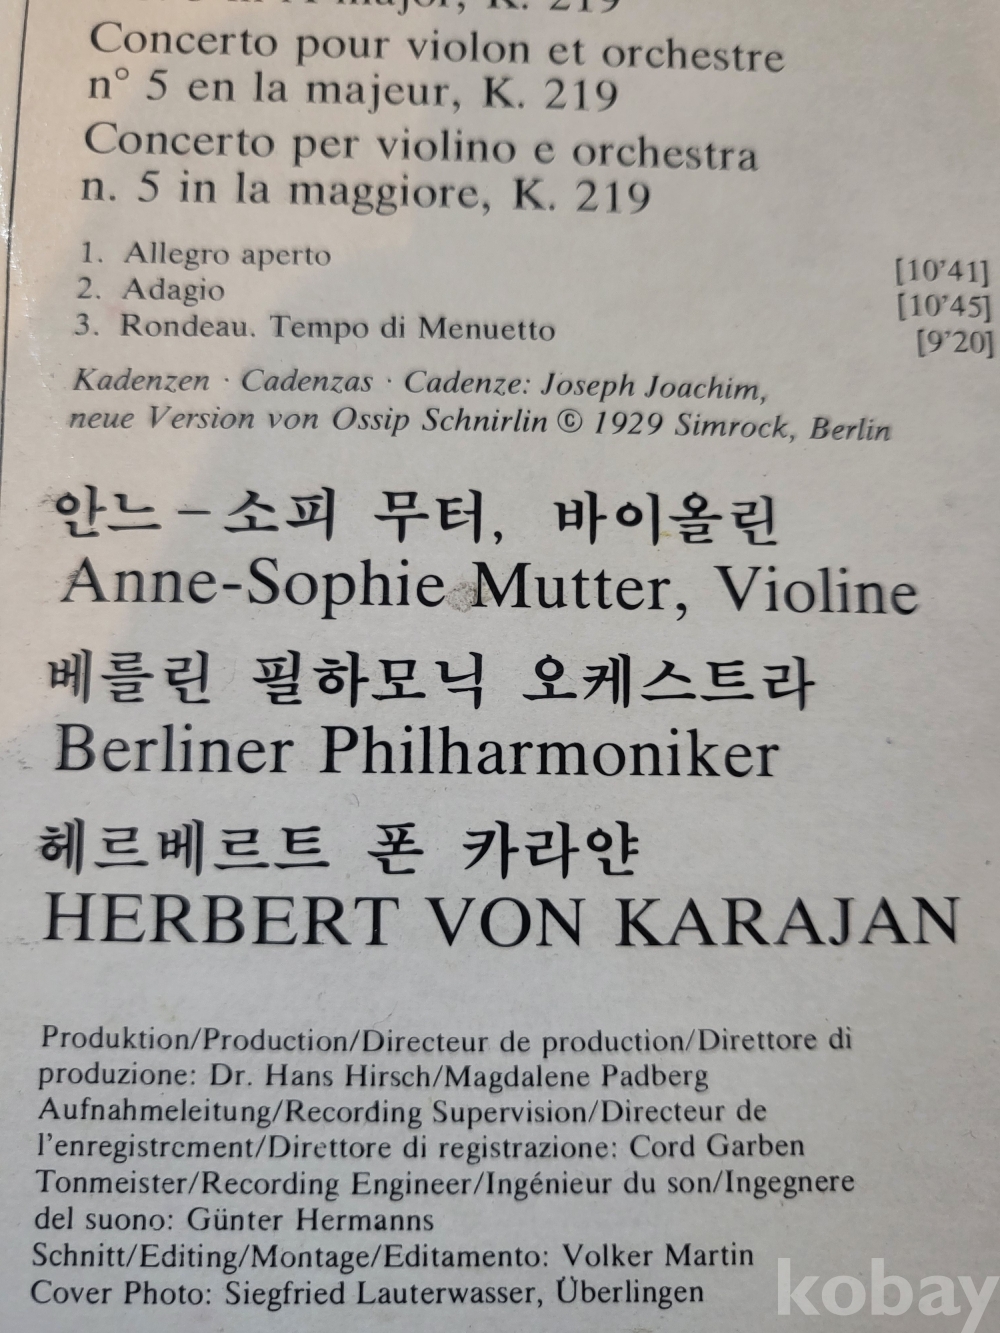 major, K. 219
Concerto pour violon et orchestre
n° 5 en la majeur, K. 219
Concerto per violino e orchestra
n. 5 in la maggiore, K. 219
1. Allegro aperto [10'41]
2. Adagio [10'45]
3. Rondeau. Tempo di Menuetto [9'20]
Kadenzen · Cadenzas · Cadenze: Joseph Joachim,
neue Version von Ossip Schnirlin © 1929 Simrock, Berlin
안느-소피 무터, 바이올린
Anne-Sophie Mutter, Violine
베를린 필하모닉 오케스트라
Berliner Philharmoniker
헤르베르트 폰 카라얀
HERBERT VON KARAJAN
Produktion/Production/Directeur de production/Direttore di
produzione: Dr. Hans Hirsch/Magdalene Padberg
Aufnahmeleitung/Recording Supervision/Directeur de
l'enregistrement/Direttore di registrazione: Cord Garben
Tonmeister/Recording Engineer/Ingénieur du son/Ingegnere
del suono: Günter Hermanns
Schnitt/Editing/Montage/Editamento: Volker Martin
Cover Photo: Siegfried Lauterwasser, Überlingen
kobay